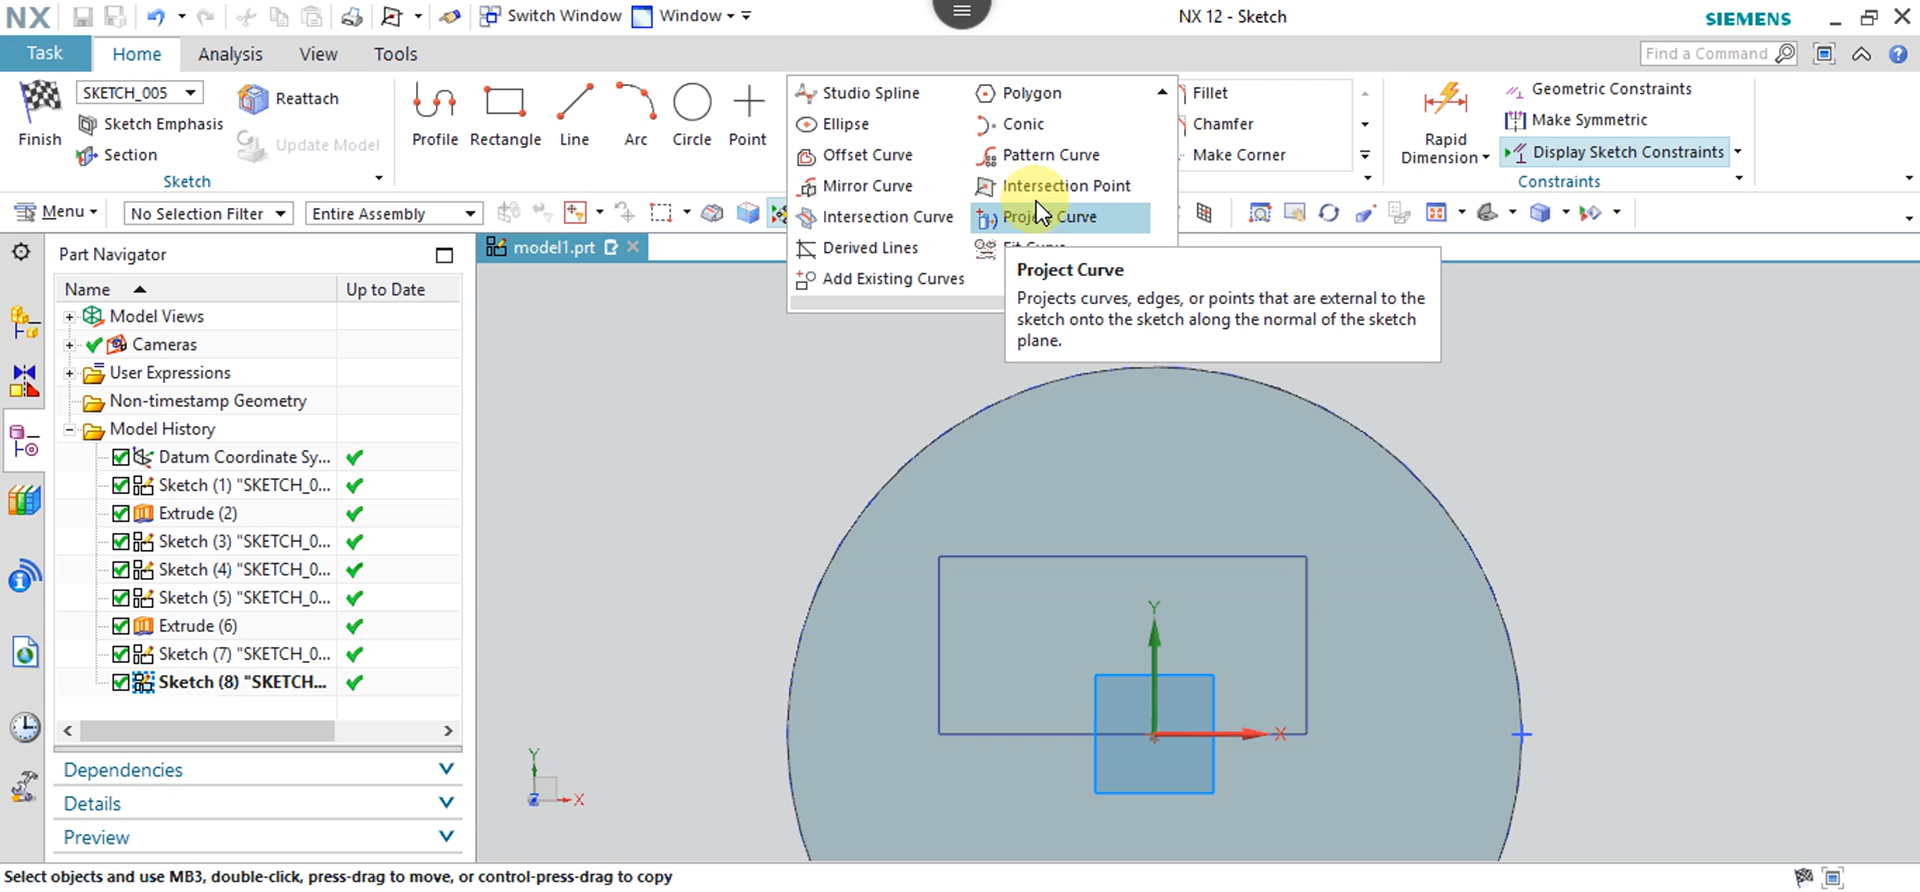 NX
Switch Window
Window
NX 12 - Sketch
SIEMENS
Task
Home
Analysis
View
Tools
Find a Command
Finish
SKETCH_005
Sketch Emphasis
Section
Reattach
Update Model
Sketch
Profile
Rectangle
Line
Arc
Circle
Point
Studio Spline
Ellipse
Offset Curve
Mirror Curve
Intersection Curve
Derived Lines
Add Existing Curves
Polygon
Conic
Pattern Curve
Intersection Point
Project Curve
Fillet
Chamfer
Make Corner
Rapid
Dimension
Geometric Constraints
Make Symmetric
Display Sketch Constraints
Constraints
Menu
No Selection Filter
Entire Assembly
Part Navigator
model1.prt
Name
Up to Date
Model Views
Cameras
User Expressions
Non-timestamp Geometry
Model History
Datum Coordinate Sy...
Sketch (1) "SKETCH_0...
Extrude (2)
Sketch (3) "SKETCH_0...
Sketch (4) "SKETCH_0...
Sketch (5) "SKETCH_0...
Extrude (6)
Sketch (7) "SKETCH_0...
Sketch (8) "SKETCH...
Dependencies
Details
Preview
Project Curve
Projects curves, edges, or points that are external to the
sketch onto the sketch along the normal of the sketch
plane.
Y
X
Y
X
Select objects and use MB3, double-click, press-drag to move, or control-press-drag to copy